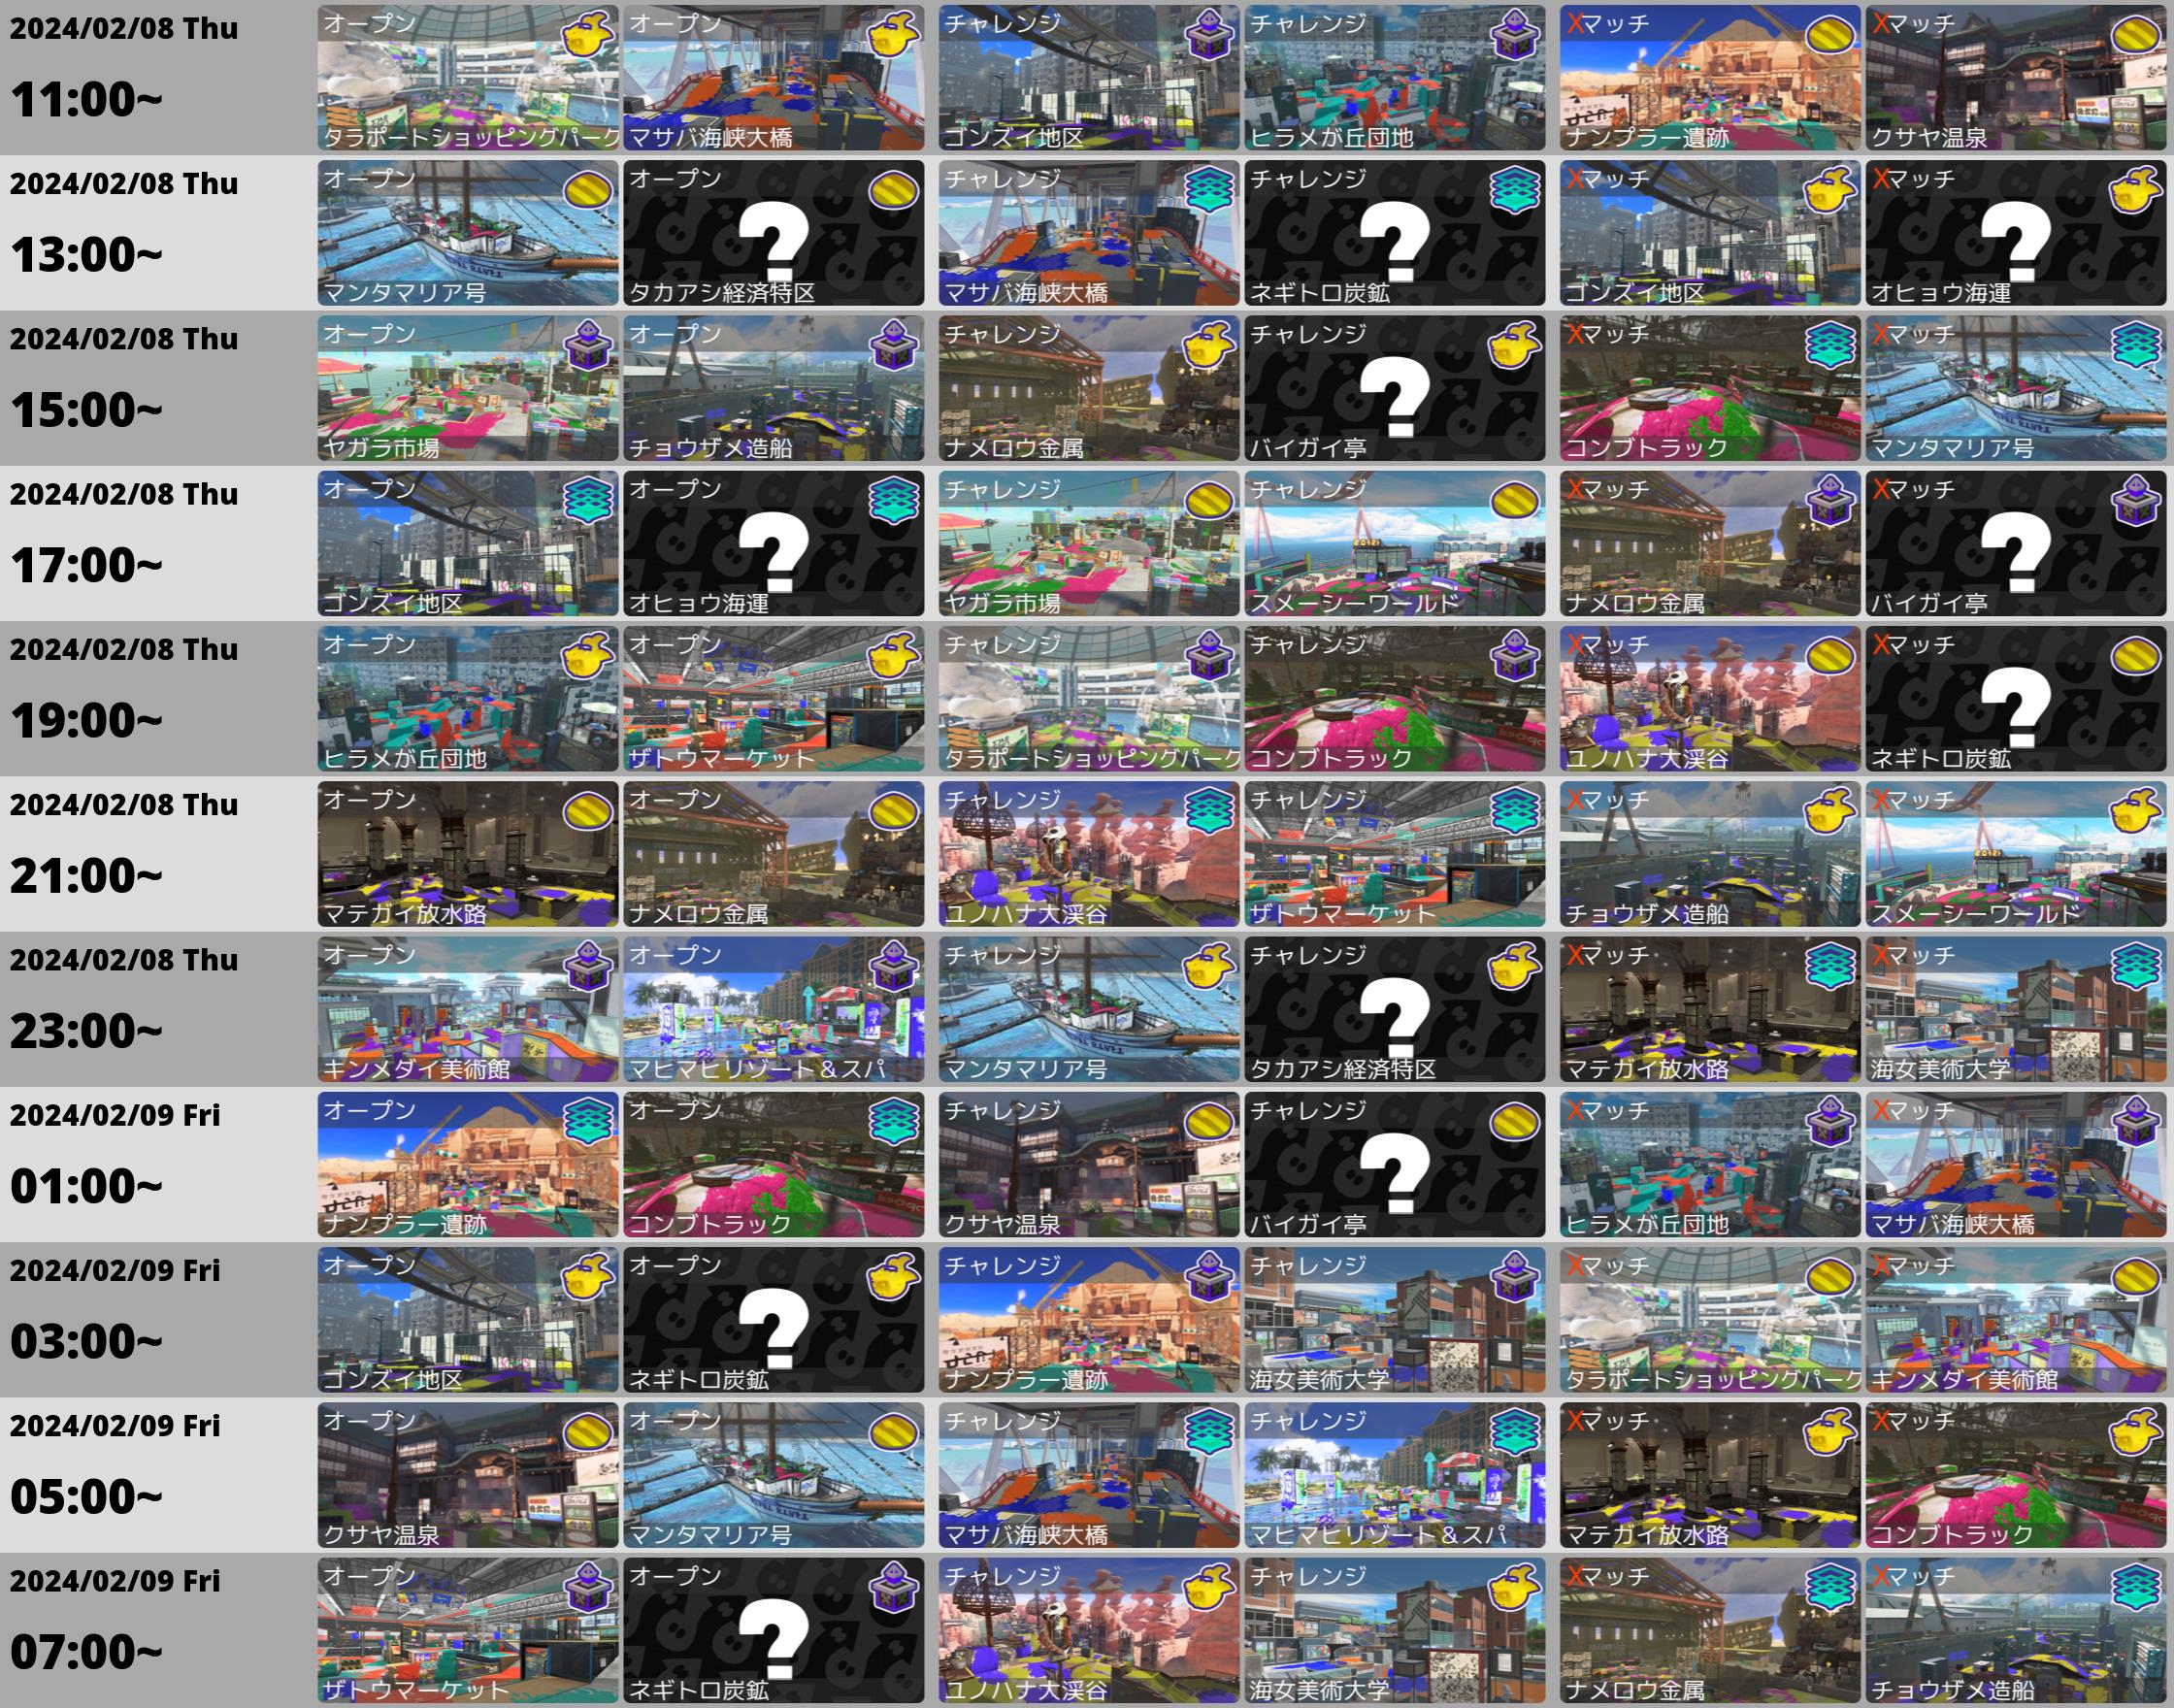 2024/02/08 Thu
11:00~
オープン
タラポートショッピングパーク
オープン
マサバ海峡大橋
チャレンジ
ゴンズイ地区
チャレンジ
ヒラメが丘団地
Xマッチ
ナンプラー遺跡
Xマッチ
クサヤ温泉
2024/02/08 Thu
13:00~
オープン
マンタマリア号
オープン
?
タカアシ経済特区
チャレンジ
マサバ海峡大橋
チャレンジ
?
ネギトロ炭鉱
Xマッチ
ゴンズイ地区
Xマッチ
?
オヒョウ海運
2024/02/08 Thu
15:00~
オープン
ヤガラ市場
オープン
チョウザメ造船
チャレンジ
ナメロウ金属
チャレンジ
?
バイガイ亭
Xマッチ
コンブトラック
Xマッチ
マンタマリア号
2024/02/08 Thu
17:00~
オープン
ゴンズイ地区
オープン
?
オヒョウ海運
チャレンジ
ヤガラ市場
チャレンジ
スメーシーワールド
Xマッチ
ナメロウ金属
Xマッチ
?
バイガイ亭
2024/02/08 Thu
19:00~
オープン
ヒラメが丘団地
オープン
ザトウマーケット
チャレンジ
タラポートショッピングパーク
チャレンジ
コンブトラック
Xマッチ
ユノハナ大渓谷
Xマッチ
?
ネギトロ炭鉱
2024/02/08 Thu
21:00~
オープン
マテガイ放水路
オープン
ナメロウ金属
チャレンジ
ユノハナ大渓谷
チャレンジ
ザトウマーケット
Xマッチ
チョウザメ造船
Xマッチ
スメーシーワールド
2024/02/08 Thu
23:00~
オープン
キンメダイ美術館
オープン
マヒマヒリゾート＆スパ
チャレンジ
マンタマリア号
チャレンジ
?
タカアシ経済特区
Xマッチ
マテガイ放水路
Xマッチ
海女美術大学
2024/02/09 Fri
01:00~
オープン
ナンプラー遺跡
オープン
コンブトラック
チャレンジ
クサヤ温泉
チャレンジ
?
バイガイ亭
Xマッチ
ヒラメが丘団地
Xマッチ
マサバ海峡大橋
2024/02/09 Fri
03:00~
オープン
ゴンズイ地区
オープン
?
ネギトロ炭鉱
チャレンジ
ナンプラー遺跡
チャレンジ
海女美術大学
Xマッチ
タラポートショッピングパーク
Xマッチ
キンメダイ美術館
2024/02/09 Fri
05:00~
オープン
クサヤ温泉
オープン
マンタマリア号
チャレンジ
マサバ海峡大橋
チャレンジ
マヒマヒリゾート＆スパ
Xマッチ
マテガイ放水路
Xマッチ
コンブトラック
2024/02/09 Fri
07:00~
オープン
ザトウマーケット
オープン
?
ネギトロ炭鉱
チャレンジ
ユノハナ大渓谷
チャレンジ
海女美術大学
Xマッチ
ナメロウ金属
Xマッチ
チョウザメ造船